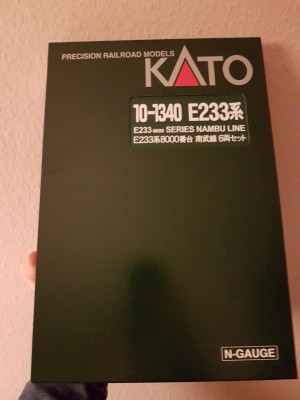 PRECISION RAILROAD MODELS
KATO
10-1340 E233系
E233-8000 SERIES NAMBU LINE
E233系8000番台 南武線 6両セット
N-GAUGE